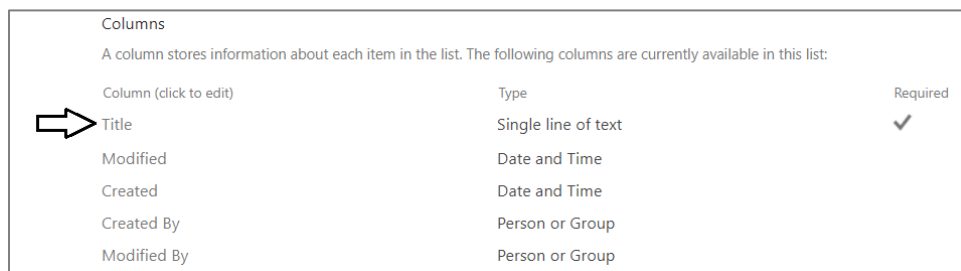 Columns
A column stores information about each item in the list. The following columns are currently available in this list:
Column (click to edit) Type Required
Title Single line of text
Modified Date and Time
Created Date and Time
Created By Person or Group
Modified By Person or Group